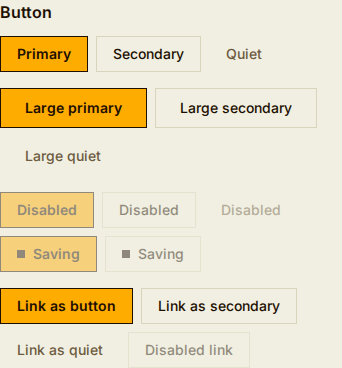 Button
Primary Secondary Quiet
Large primary Large secondary
Large quiet
Disabled Disabled Disabled
Saving Saving
Link as button Link as secondary
Link as quiet Disabled link